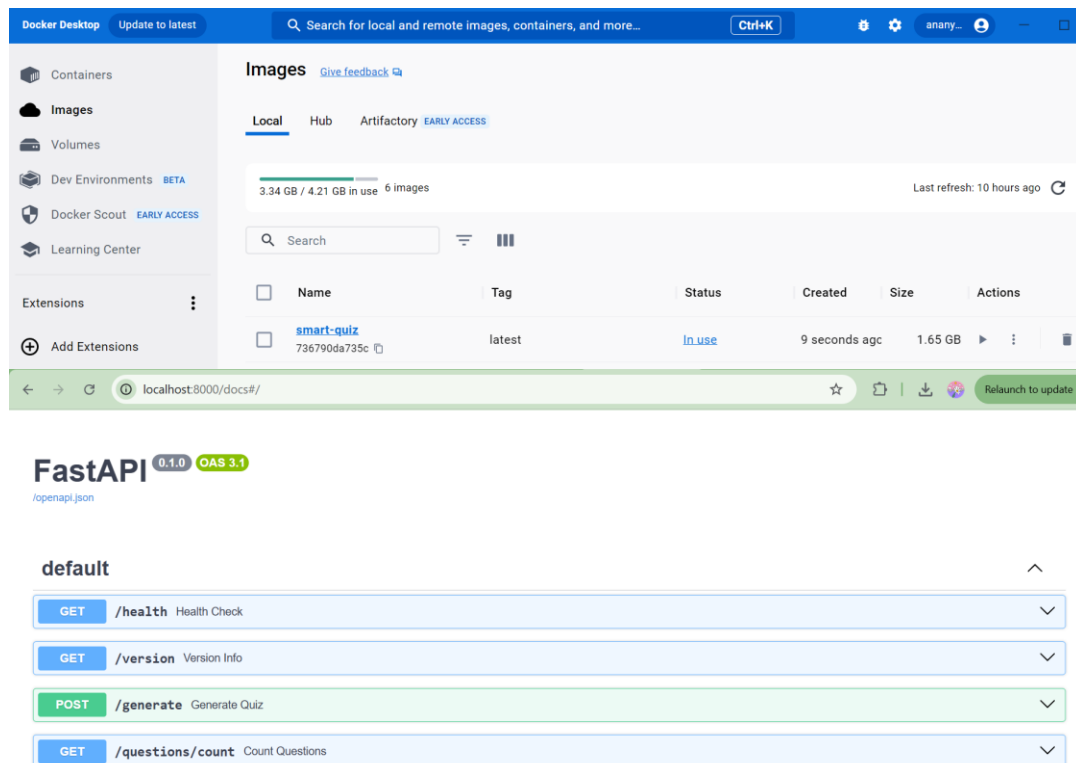 Docker Desktop Update to latest Search for local and remote images, containers, and more... Ctrl+K anany...
Containers
Images
Volumes
Dev Environments BETA
Docker Scout EARLY ACCESS
Learning Center
Extensions
Add Extensions
Images Give feedback
Local Hub Artifactory EARLY ACCESS
3.34 GB / 4.21 GB in use 6 images Last refresh: 10 hours ago
Search
Name Tag Status Created Size Actions
smart-quiz latest In use 9 seconds agc 1.65 GB
736790da735c
localhost:8000/docs#/ Relaunch to update
FastAPI 0.1.0 OAS 3.1
/openapi.json
default
GET /health Health Check
GET /version Version Info
POST /generate Generate Quiz
GET /questions/count Count Questions